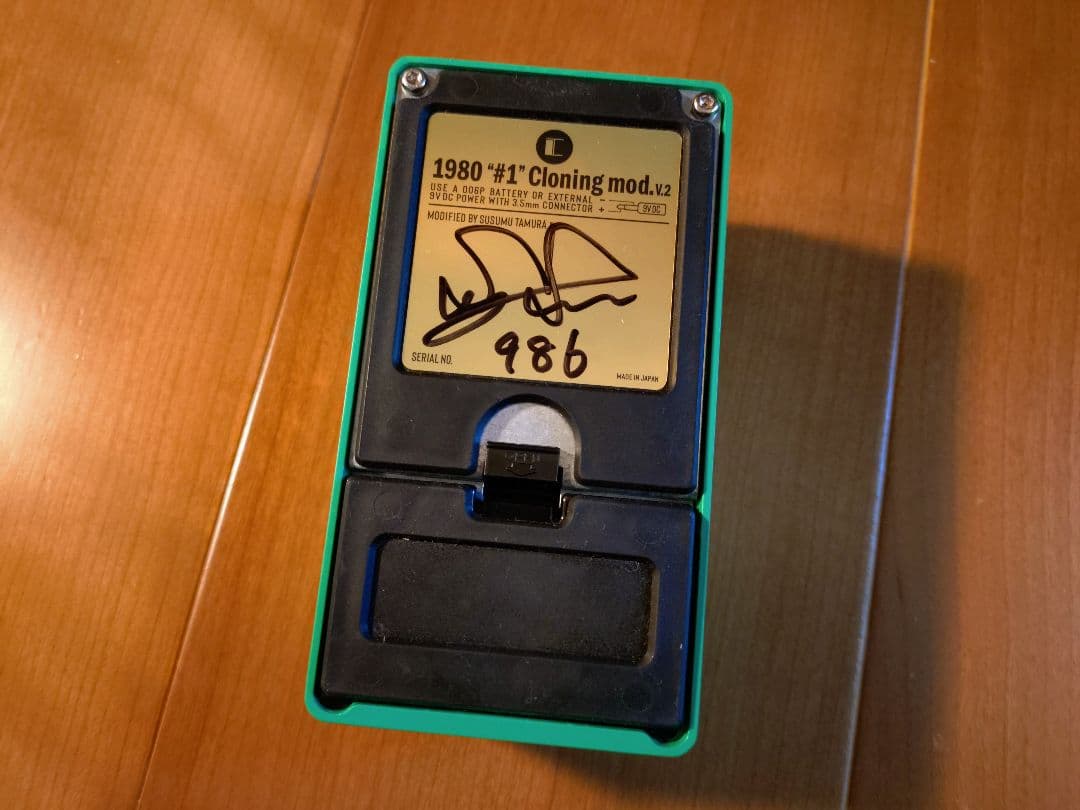 1980 "#1" Cloning mod. V.2
USE A 006P BATTERY OR EXTERNAL
9V DC POWER WITH 3.5mm CONNECTOR - + 9V DC
MODIFIED BY SUSUMU TAMURA
986
SERIAL NO.
MADE IN JAPAN